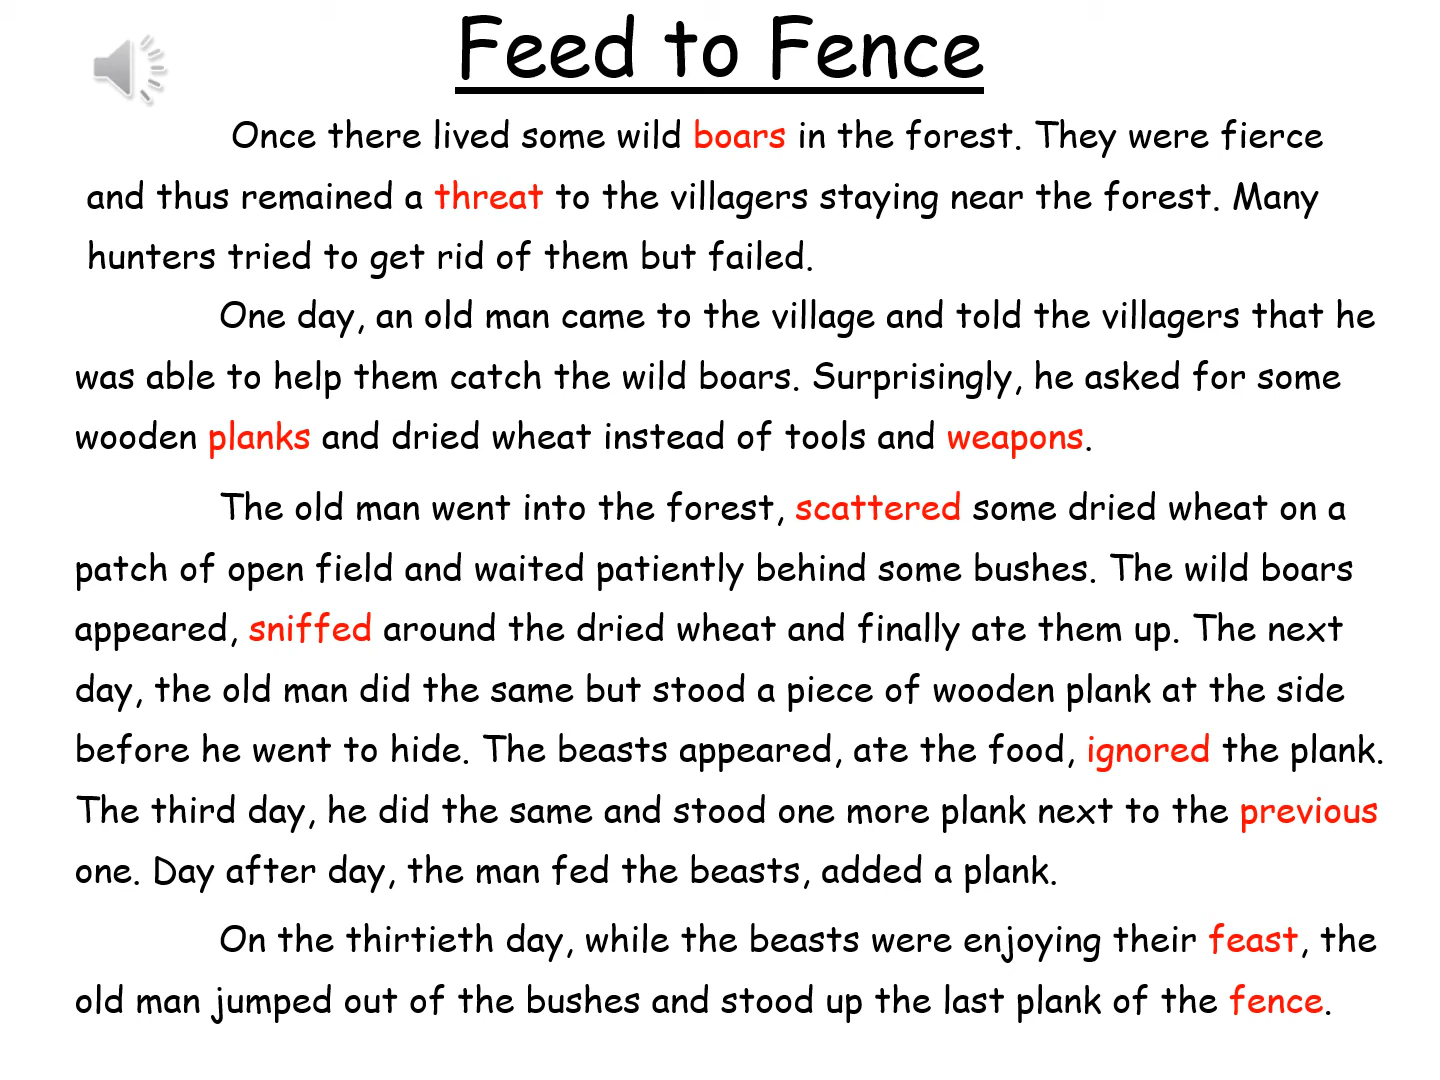 Feed to Fence
Once there lived some wild boars in the forest. They were fierce
and thus remained a threat to the villagers staying near the forest. Many
hunters tried to get rid of them but failed.
One day, an old man came to the village and told the villagers that he
was able to help them catch the wild boars. Surprisingly, he asked for some
wooden planks and dried wheat instead of tools and weapons.
The old man went into the forest, scattered some dried wheat on a
patch of open field and waited patiently behind some bushes. The wild boars
appeared, sniffed around the dried wheat and finally ate them up. The next
day, the old man did the same but stood a piece of wooden plank at the side
before he went to hide. The beasts appeared, ate the food, ignored the plank.
The third day, he did the same and stood one more plank next to the previous
one. Day after day, the man fed the beasts, added a plank.
On the thirtieth day, while the beasts were enjoying their feast, the
old man jumped out of the bushes and stood up the last plank of the fence.